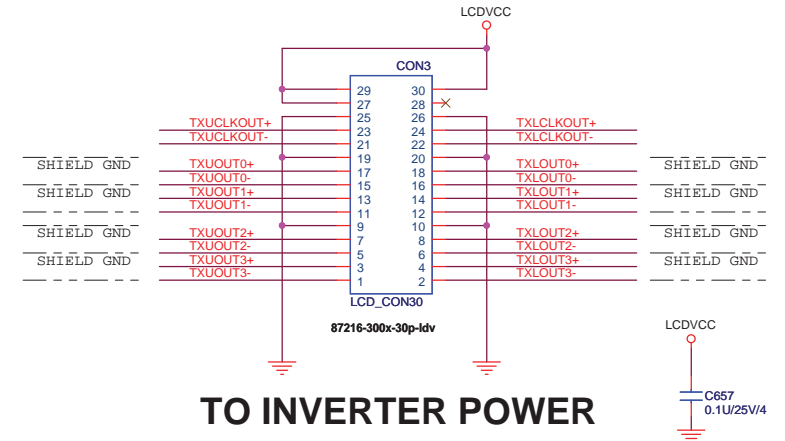 LCDVCC
CON3
29 30
27 28
25 26
TXUCLKOUT+ 23 24 TXLCLKOUT+
TXUCLKOUT- 21 22 TXLCLKOUT-
19 20
SHIELD GND TXUOUT0+ 17 18 TXLOUT0+ SHIELD GND
TXUOUT0- 15 16 TXLOUT0-
SHIELD GND TXUOUT1+ 13 14 TXLOUT1+ SHIELD GND
TXUOUT1- 11 12 TXLOUT1-
9 10
SHIELD GND TXUOUT2+ 7 8 TXLOUT2+ SHIELD GND
TXUOUT2- 5 6 TXLOUT2-
SHIELD GND TXUOUT3+ 3 4 TXLOUT3+ SHIELD GND
TXUOUT3- 1 2 TXLOUT3-
LCD_CON30
87216-300x-30p-ldv
LCDVCC
C657
0.1U/25V/4
TO INVERTER POWER